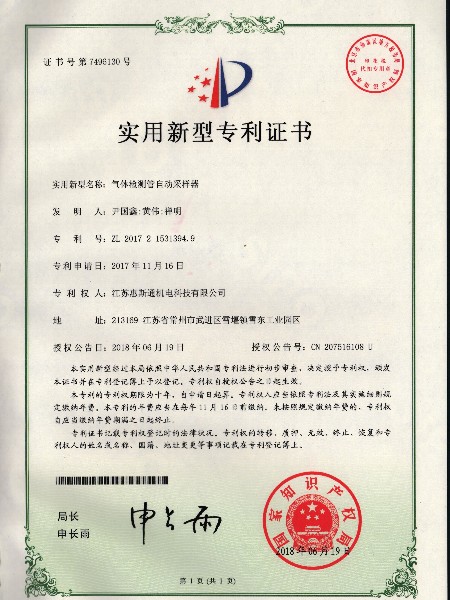 证书号第7496130号
实用新型专利证书
实用新型名称：气体检测管自动采样器
发 明 人：尹国鑫;黄伟;禅明
专 利 号：ZL 2017 2 1531394.9
专利申请日：2017年11月16日
专 利 权 人：江苏惠斯通机电科技有限公司
地 址：213169 江苏省常州市武进区雪堰镇雪东工业园区
授权公告日：2018年06月19日 授权公告号：CN 207516108 U
本实用新型经过本局依照中华人民共和国专利法进行初步审查，决定授予专利权，颁发
本证书并在专利登记簿上予以登记。专利权自授权公告之日起生效。
本专利的专利权期限为十年，自申请日起算。专利权人应当依照专利法及其实施细则规
定缴纳年费。本专利的年费应当在每年11月16日前缴纳。未按照规定缴纳年费的，专利权
自应当缴纳年费期满之日起终止。
专利证书记载专利权登记时的法律状况。专利权的转移、质押、无效、终止、恢复和专利
权人的姓名或名称、国籍、地址变更等事项记载在专利登记簿上。
局长
申长雨
申长雨
国家知识产权局
2018年06月19日
第 1 页 (共 1 页)